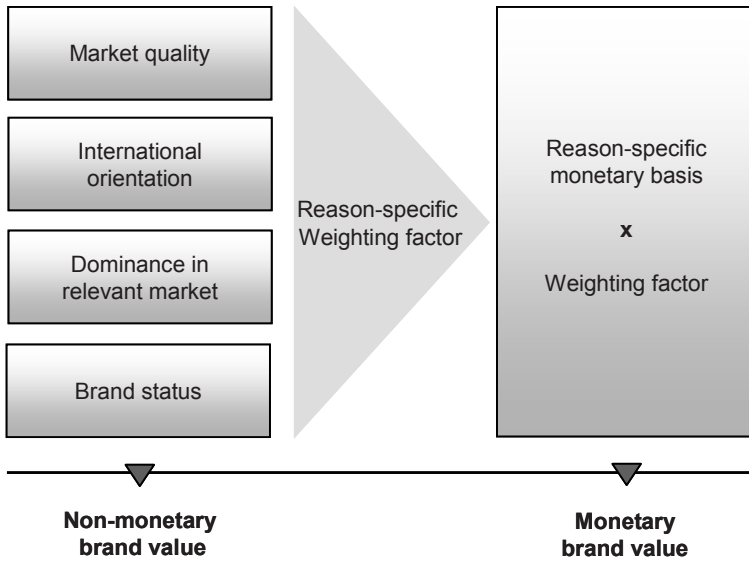 Market quality
International
orientation
Dominance in
relevant market
Brand status
Reason-specific
Weighting factor
Reason-specific
monetary basis
x
Weighting factor
Non-monetary
brand value
Monetary
brand value